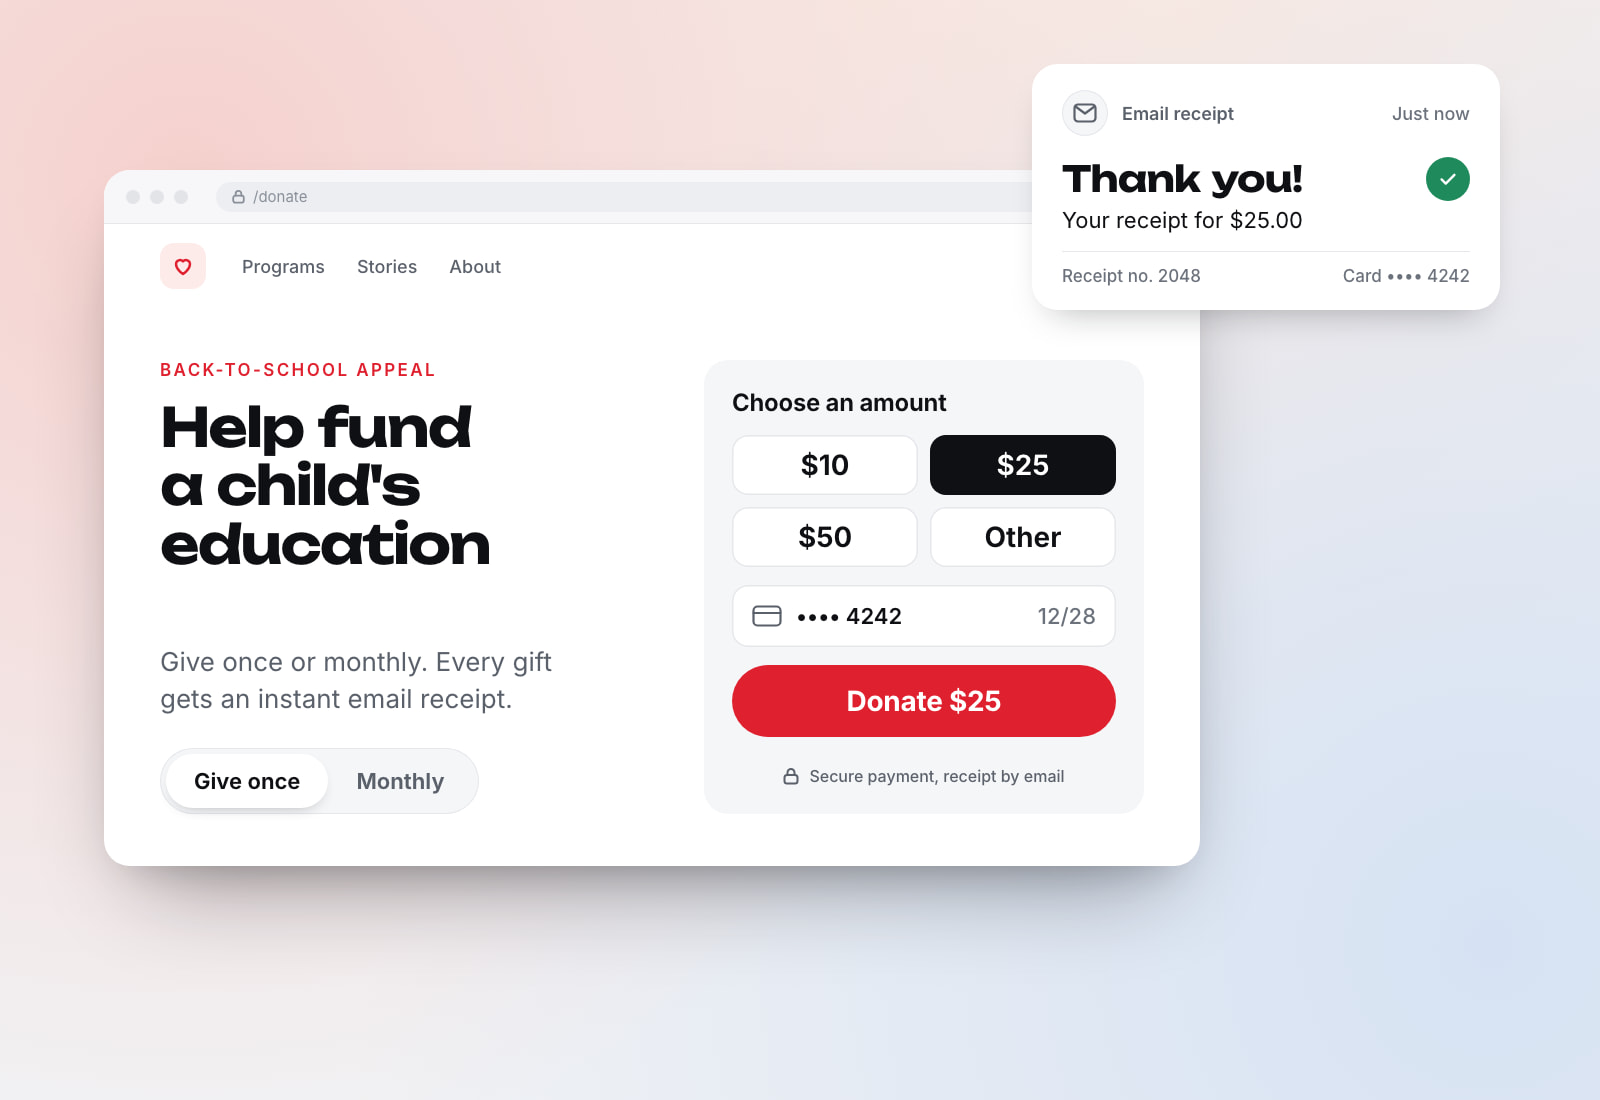 Email receipt
Just now
Thank you!
Your receipt for $25.00
Receipt no. 2048
Card •••• 4242
/donate
Programs
Stories
About
BACK-TO-SCHOOL APPEAL
Help fund
a child's
education
Give once or monthly. Every gift
gets an instant email receipt.
Give once
Monthly
Choose an amount
$10
$25
$50
Other
•••• 4242
12/28
Donate $25
Secure payment, receipt by email